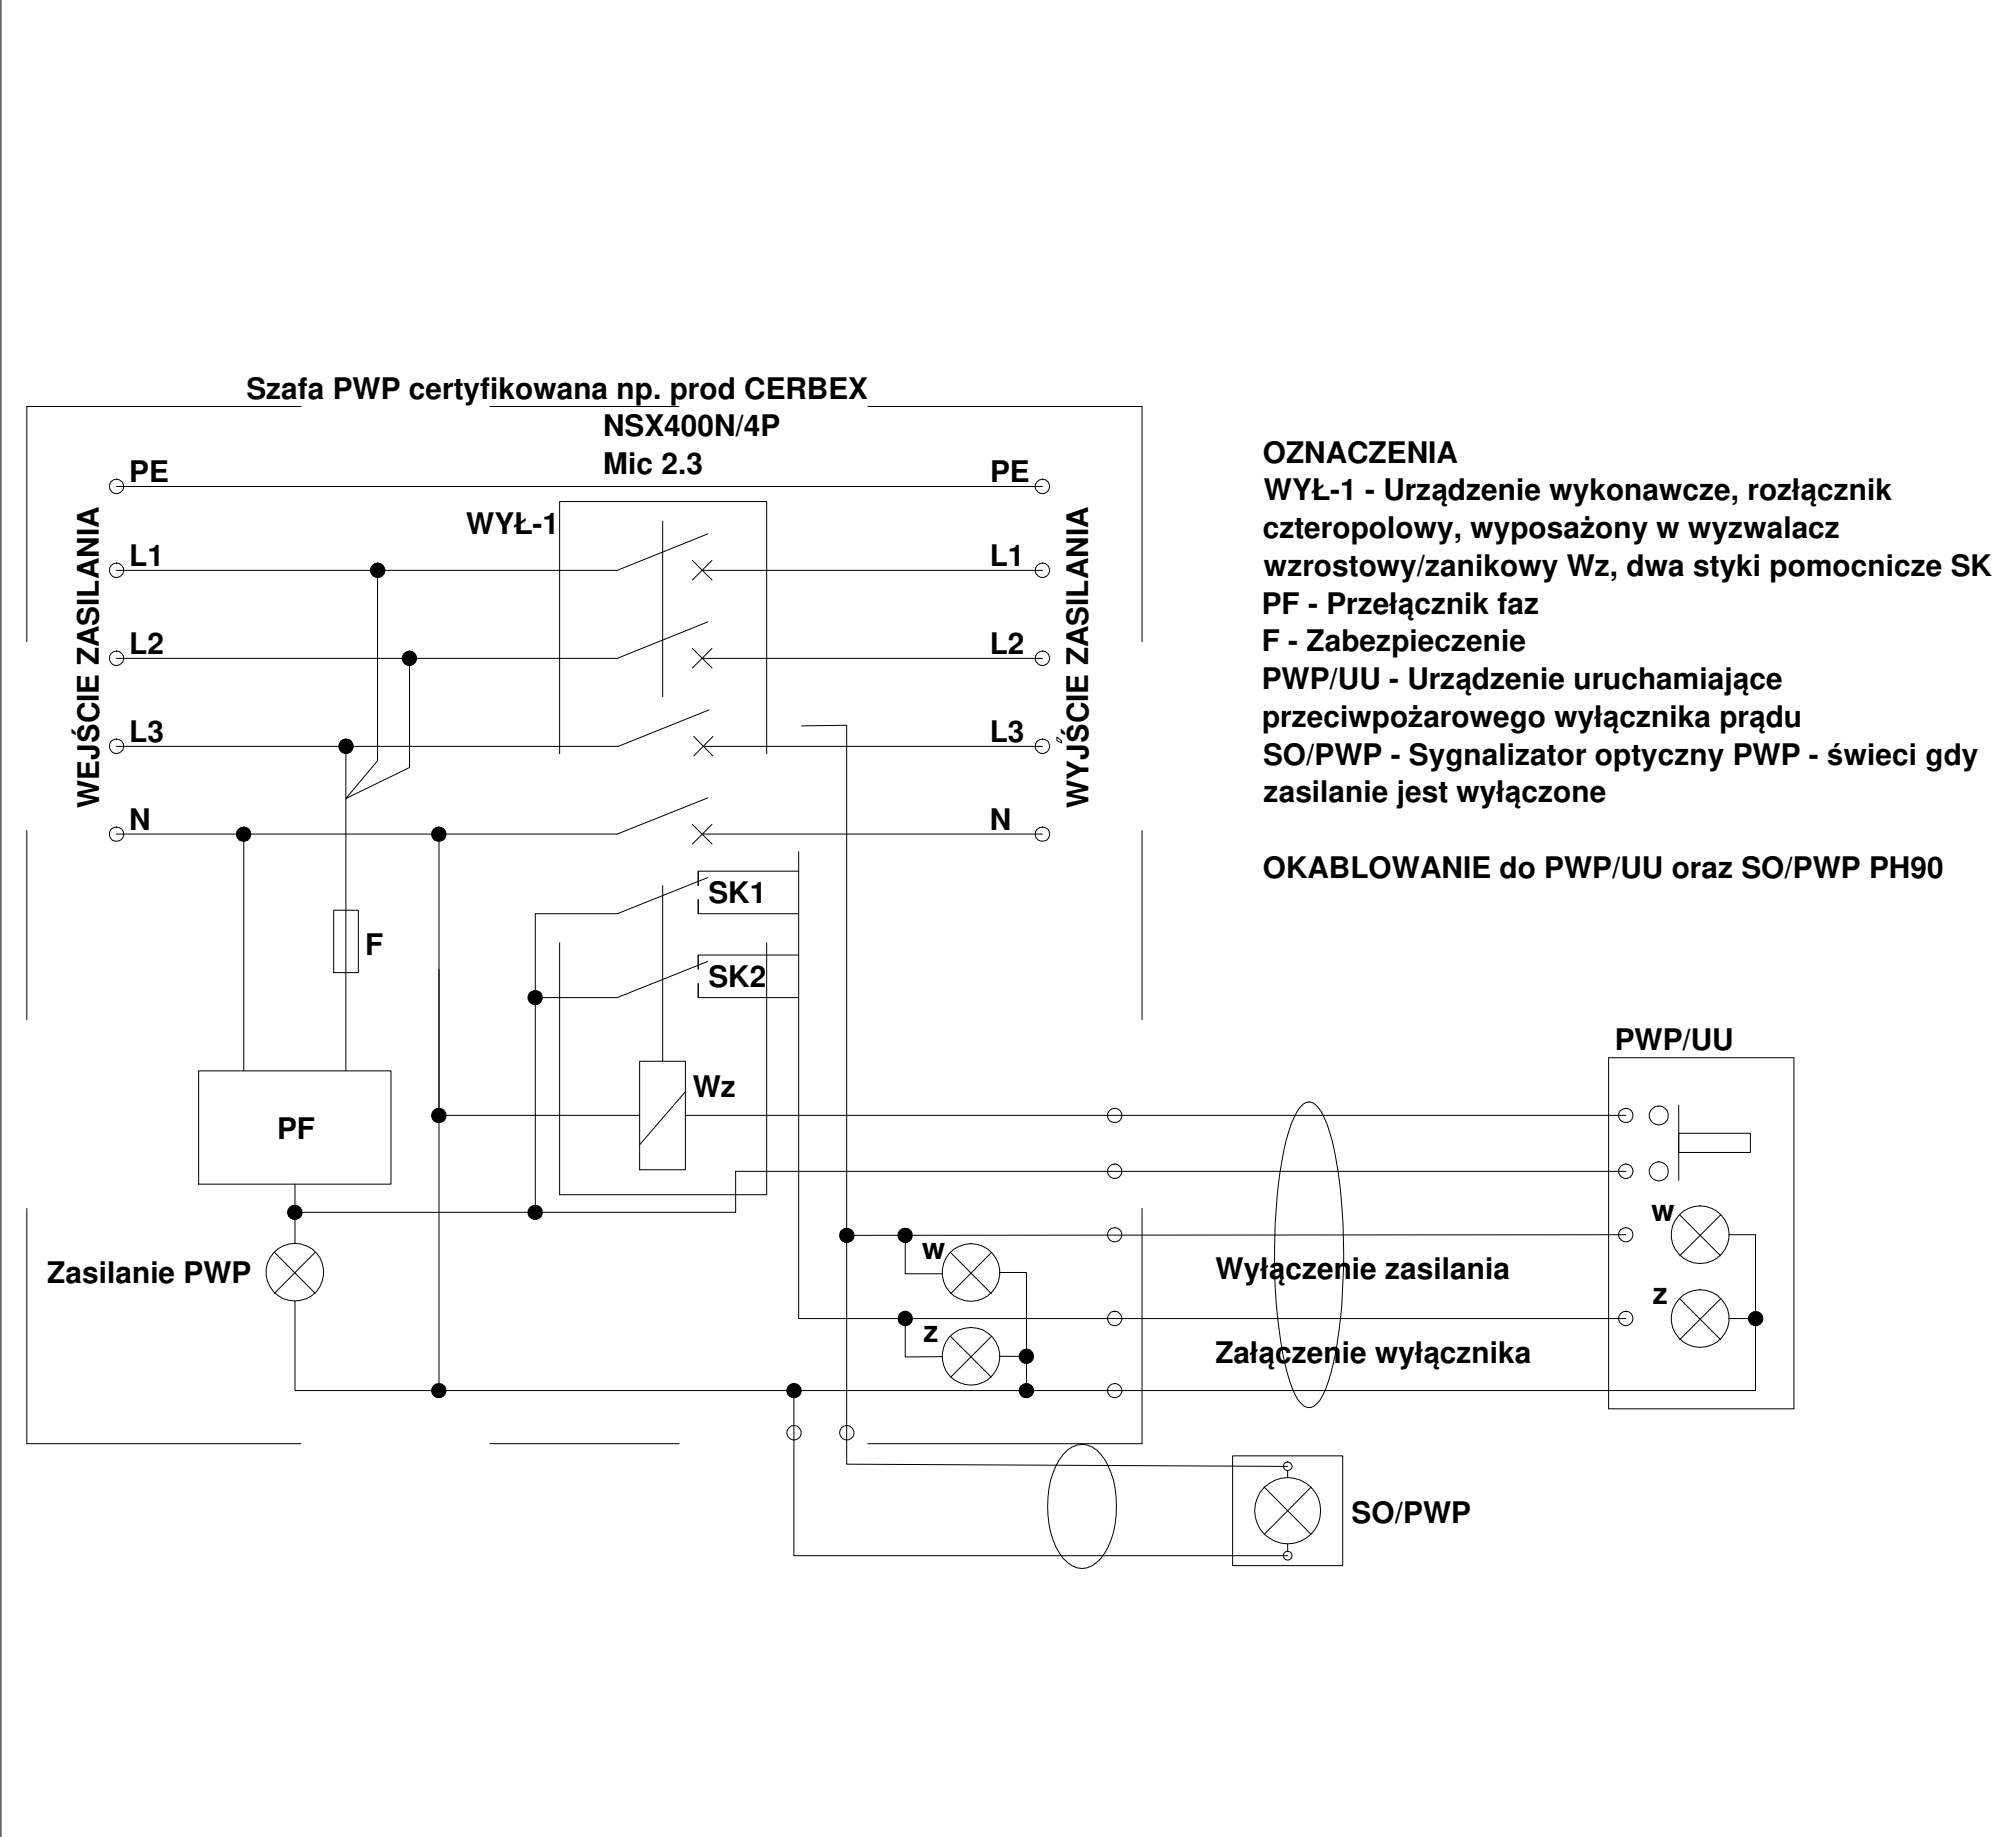 Szafa PWP certyfikowana np. prod CERBEX
NSX400N/4P
Mic 2.3
PE
PE
WYŁ-1
L1
L1
L2
L2
L3
L3
N
N
WEJŚCIE ZASILANIA
WYJŚCIE ZASILANIA
SK1
F
SK2
Wz
PF
Zasilanie PWP
w
z
Wyłączenie zasilania
Załączenie wyłącznika
PWP/UU
w
z
SO/PWP
OZNACZENIA
WYŁ-1 - Urządzenie wykonawcze, rozłącznik
czteropolowy, wyposażony w wyzwalacz
wzrostowy/zanikowy Wz, dwa styki pomocnicze SK
PF - Przełącznik faz
F - Zabezpieczenie
PWP/UU - Urządzenie uruchamiające
przeciwpożarowego wyłącznika prądu
SO/PWP - Sygnalizator optyczny PWP - świeci gdy
zasilanie jest wyłączone
OKABLOWANIE do PWP/UU oraz SO/PWP PH90